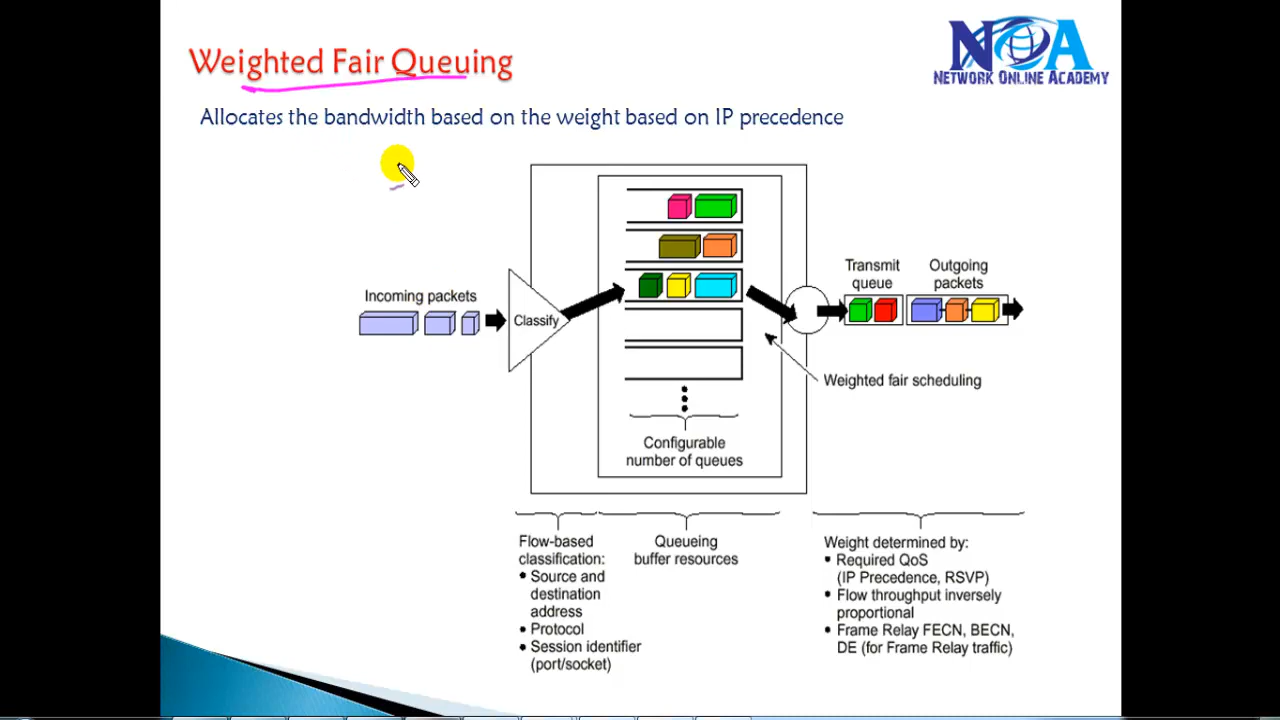 Weighted Fair Queuing
NOA
NETWORK ONLINE ACADEMY
Allocates the bandwidth based on the weight based on IP precedence
Incoming packets
Classify
Transmit
queue
Outgoing
packets
Weighted fair scheduling
Configurable
number of queues
Flow-based
classification:
• Source and
destination
address
• Protocol
• Session identifier
(port/socket)
Queueing
buffer resources
Weight determined by:
• Required QoS
(IP Precedence, RSVP)
• Flow throughput inversely
proportional
• Frame Relay FECN, BECN,
DE (for Frame Relay traffic)